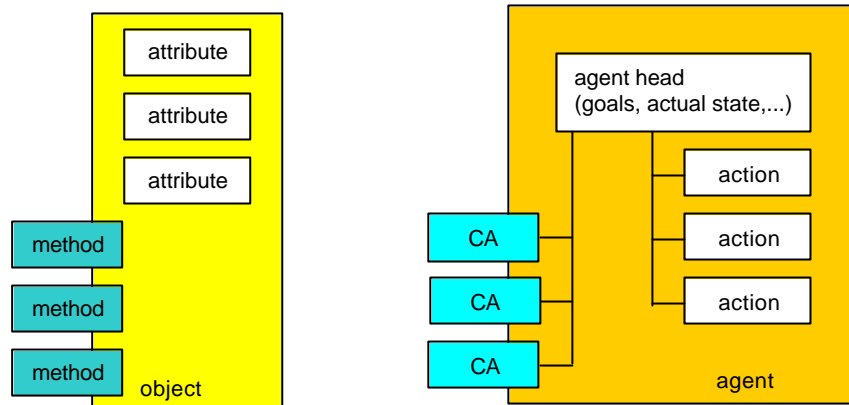 attribute
attribute
attribute
method
method
method
object
agent head
(goals, actual state,...)
action
action
action
CA
CA
CA
agent